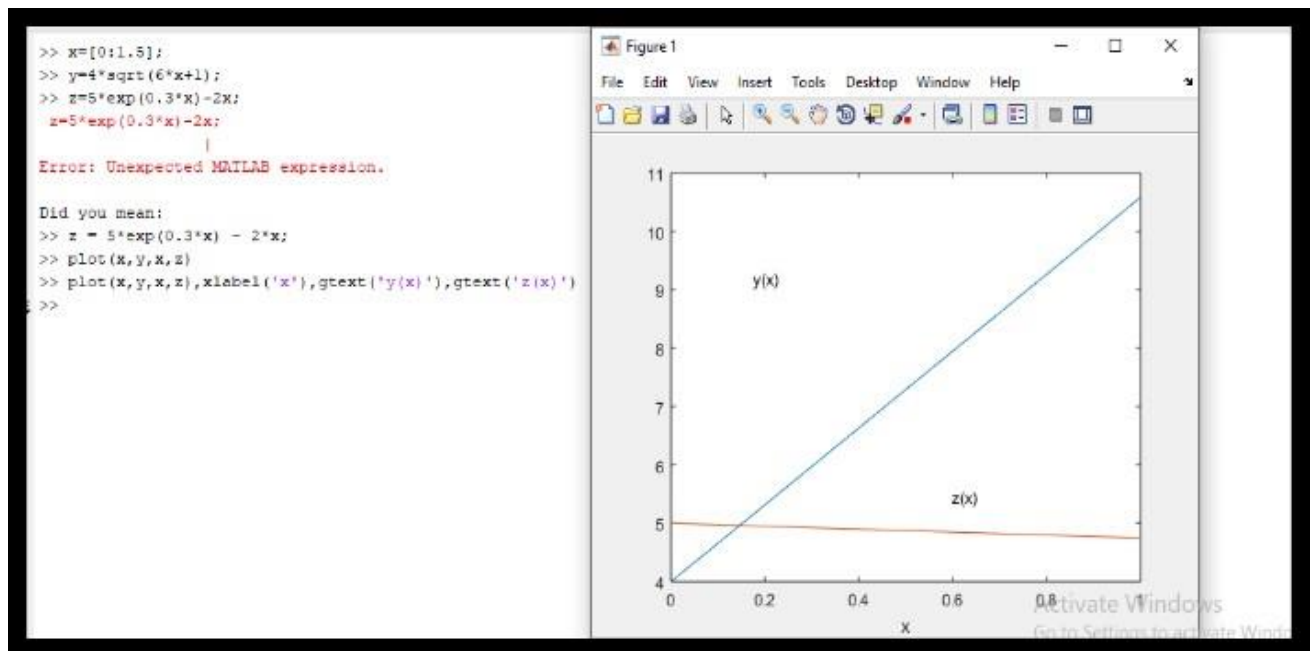 >> x=[0:1.5];
>> y=4*sqrt(6*x+1);
>> z=5*exp(0.3*x)-2x;
z=5*exp(0.3*x)-2x;
|
Error: Unexpected MATLAB expression.
Did you mean:
>> z = 5*exp(0.3*x) - 2*x;
>> plot(x,y,x,z)
>> plot(x,y,x,z),xlabel('x'),gtext('y(x)'),gtext('z(x)')
>>
Figure 1
File Edit View Insert Tools Desktop Window Help
11
10
9
8
7
6
5
4
y(x)
z(x)
0 0.2 0.4 0.6 0.8 1
x
Activate Windows
Go to Settings to activate Windo